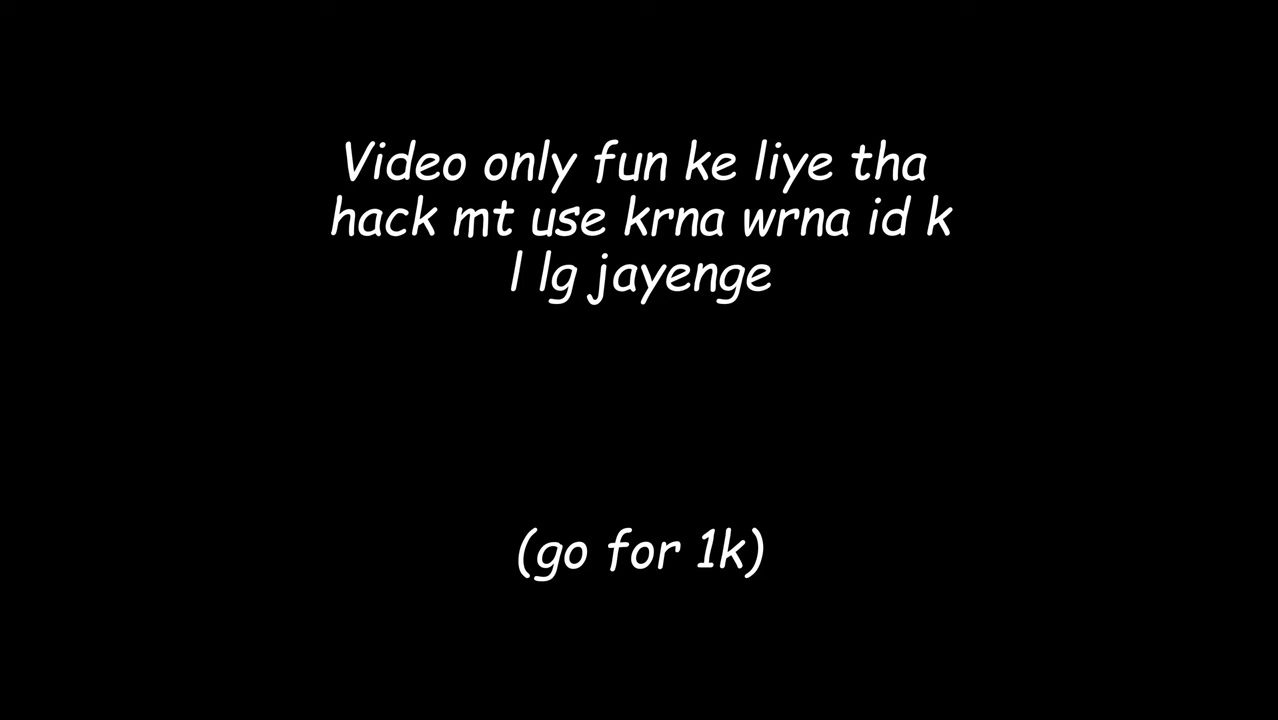 Video only fun ke liye tha
hack mt use krna wrna id k
l lg jayenge
(go for 1k)